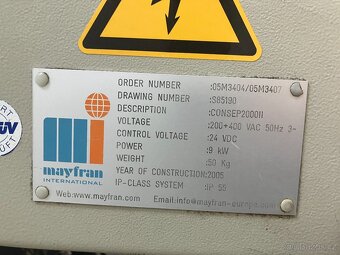 ORDER NUMBER :05M3404/05M3407
DRAWING NUMBER :S85190
DESCRIPTION :CONSEP2000N
VOLTAGE :200+400 VAC 50Hz 3~
CONTROL VOLTAGE :24 VDC
POWER :9 kW
WEIGHT :50 Kg
YEAR OF CONSTRUCTION:2005
IP-CLASS SYSTEM :IP 55
mayfran
INTERNATIONAL
Web:www.mayfran.com Email:info@mayfran-europe.com